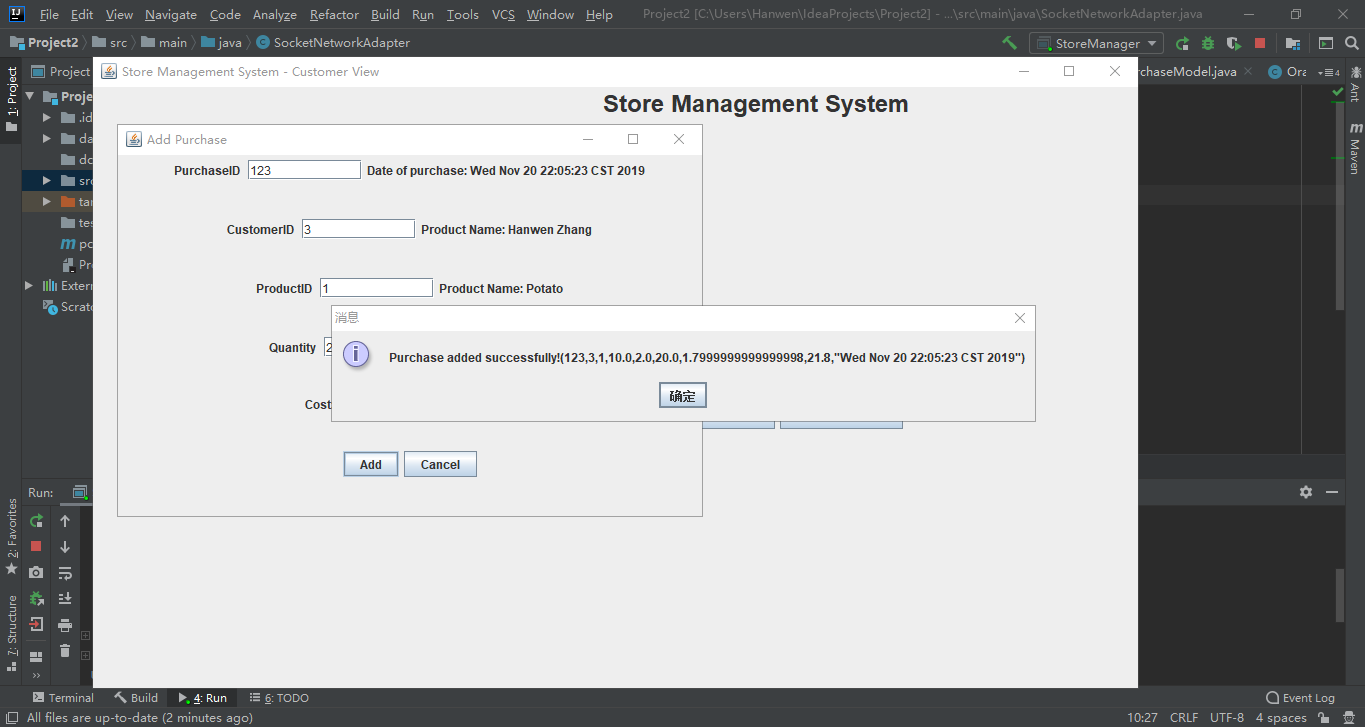 File Edit View Navigate Code Analyze Refactor Build Run Tools VCS Window Help Project2 [C:\Users\Hanwen\IdeaProjects\Project2] - ...\src\main\java\SocketNetworkAdapter.java
Project2 src main java SocketNetworkAdapter StoreManager
1: Project
Project
Store Management System - Customer View
rchaseModel.java
Ora
4
Ant
Maven
Proje
.id
da
do
src
tar
tes
po
Pr
Extern
Scratc
Store Management System
Add Purchase
PurchaseID 123 Date of purchase: Wed Nov 20 22:05:23 CST 2019
CustomerID 3 Product Name: Hanwen Zhang
ProductID 1 Product Name: Potato
Quantity 2
Cost
消息
Purchase added successfully!(123,3,1,10.0,2.0,20.0,1.7999999999999998,21.8,"Wed Nov 20 22:05:23 CST 2019")
确定
Add Cancel
Run:
2: Favorites
7: Structure
Terminal Build 4: Run 6: TODO Event Log
All files are up-to-date (2 minutes ago) 10:27 CRLF UTF-8 4 spaces